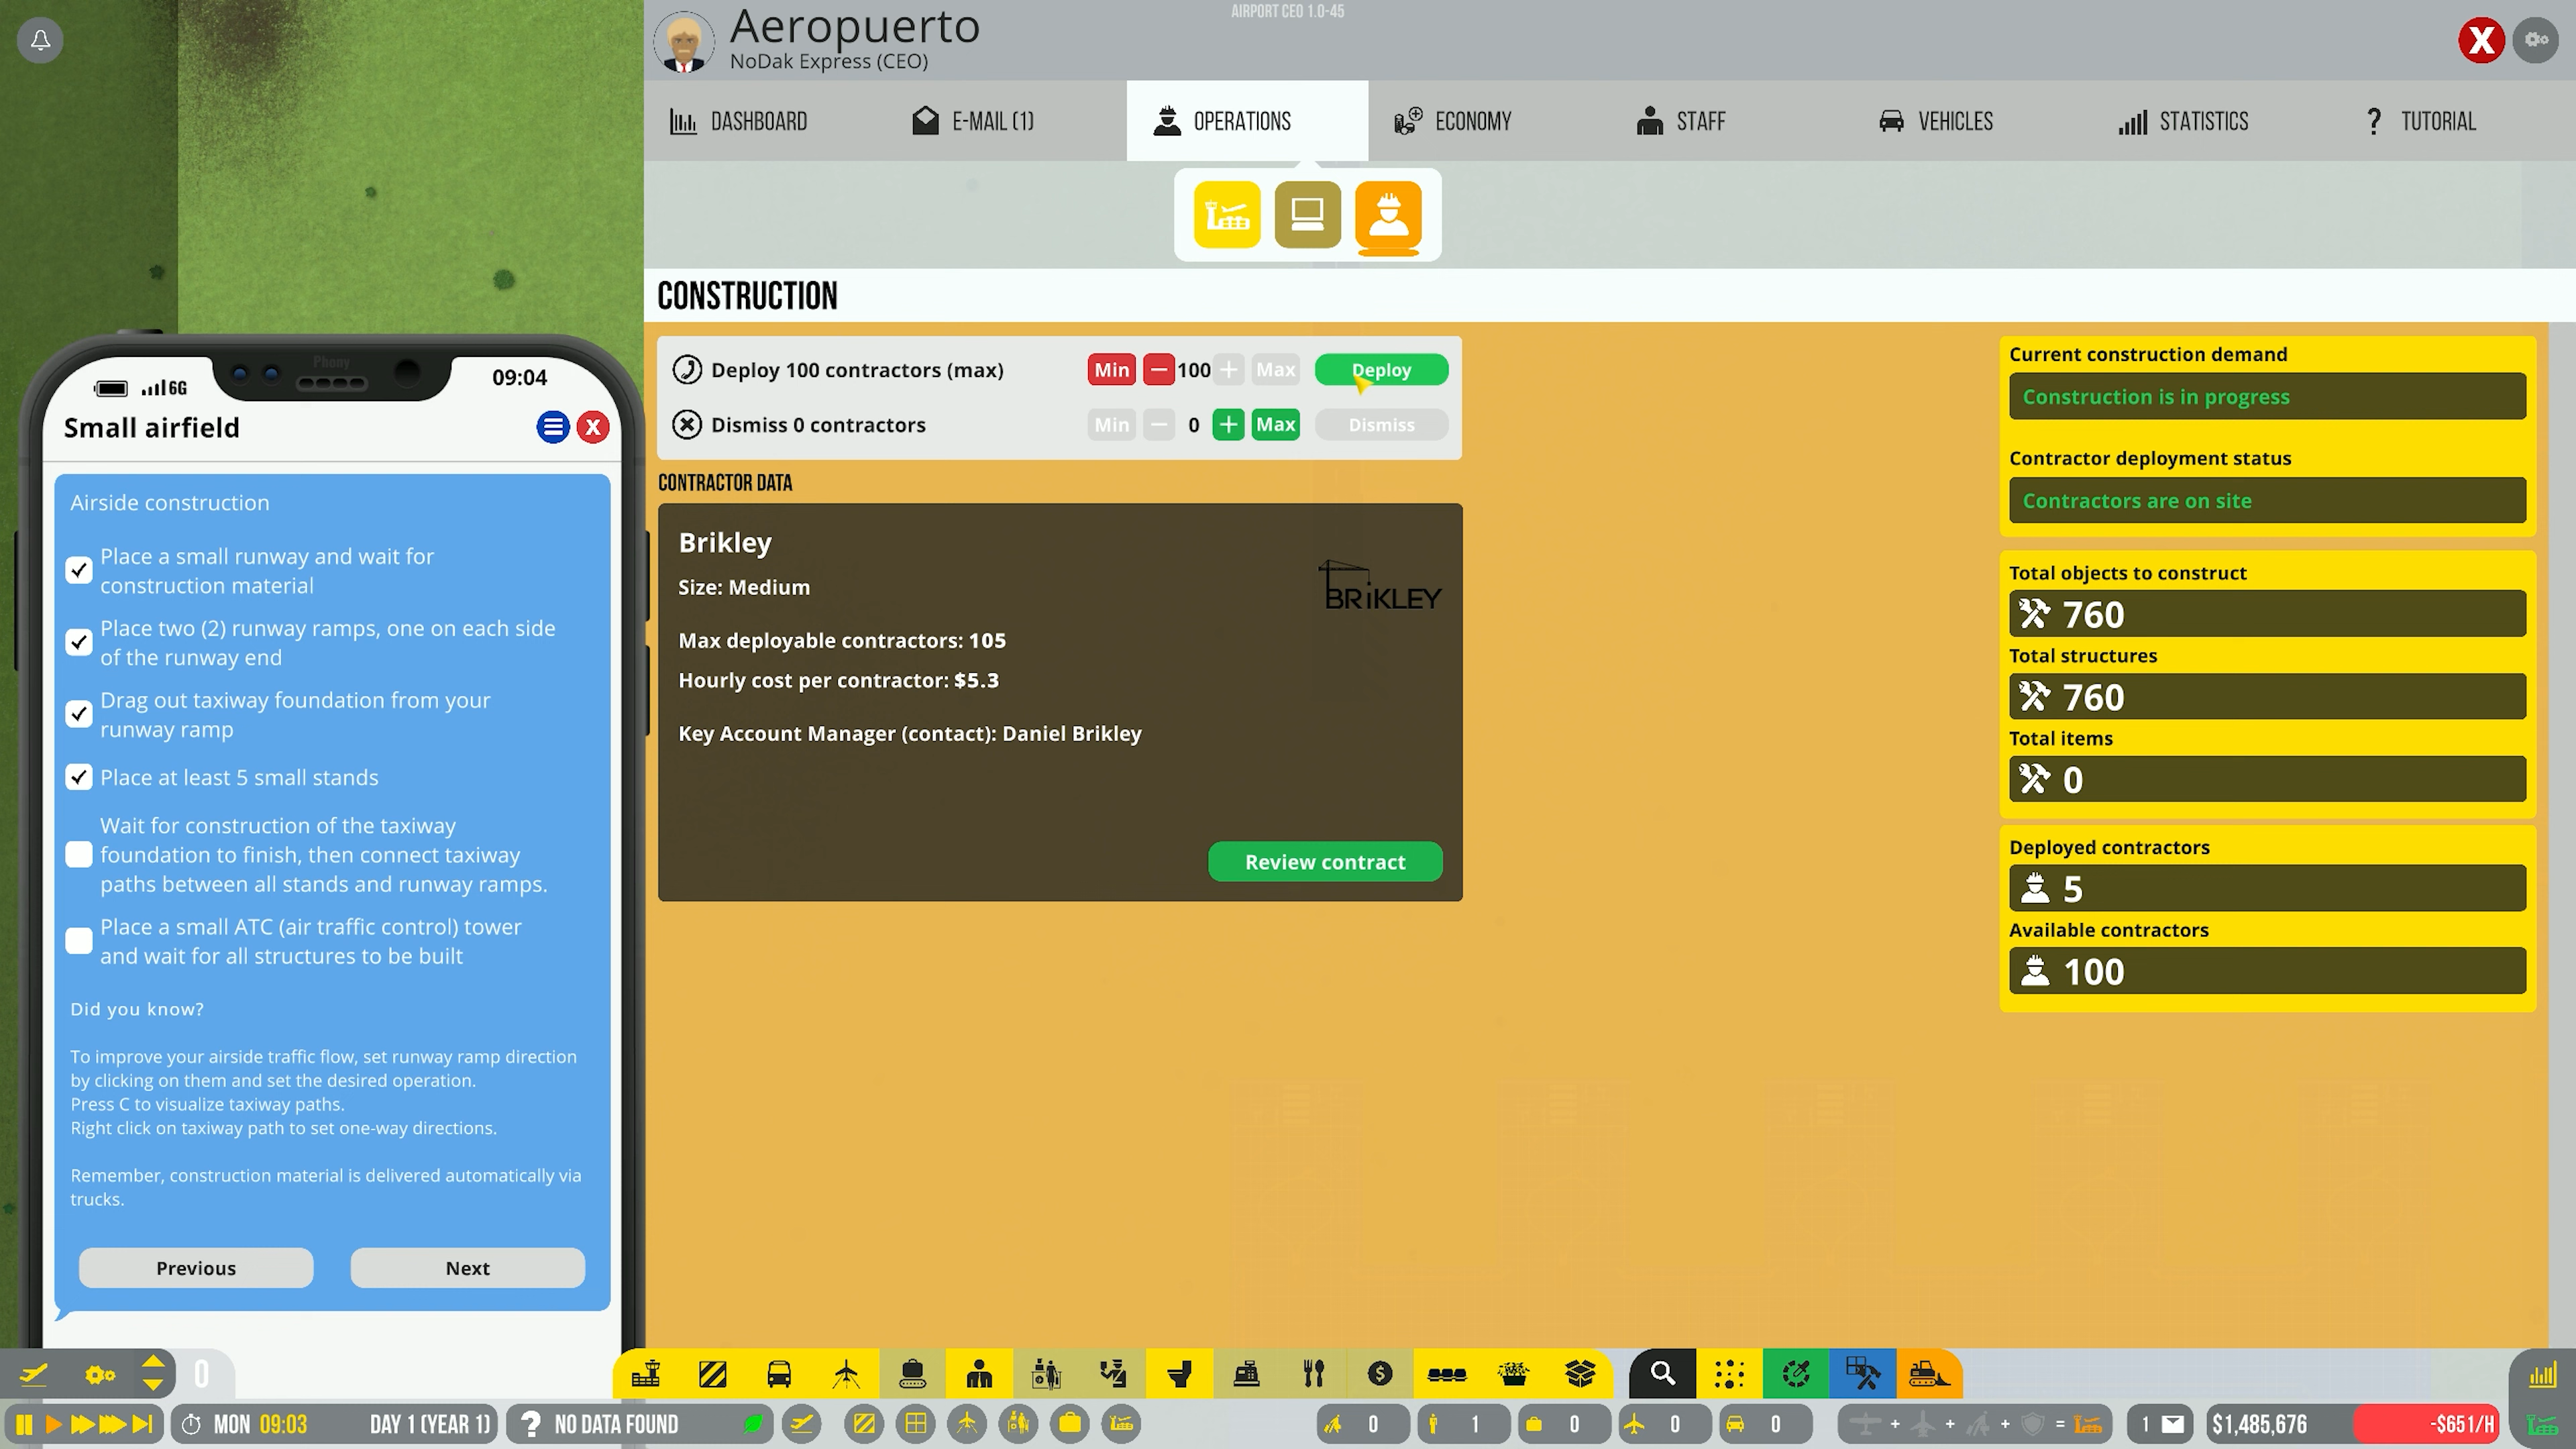 AIRPORT CEO 1.0-45
Aeropuerto
NoDak Express (CEO)
X
DASHBOARD
E-MAIL (1)
OPERATIONS
ECONOMY
STAFF
VEHICLES
STATISTICS
? TUTORIAL
CONSTRUCTION
Deploy 100 contractors (max)
Min − 100 + Max
Deploy
Dismiss 0 contractors
Min − 0 + Max
Dismiss
CONTRACTOR DATA
Brikley
Size: Medium
BRiKLEY
Max deployable contractors: 105
Hourly cost per contractor: $5.3
Key Account Manager (contact): Daniel Brikley
Review contract
Current construction demand
Construction is in progress
Contractor deployment status
Contractors are on site
Total objects to construct
760
Total structures
760
Total items
0
Deployed contractors
5
Available contractors
100
Phony
6G
09:04
Small airfield
X
Airside construction
Place a small runway and wait for
construction material
Place two (2) runway ramps, one on each side
of the runway end
Drag out taxiway foundation from your
runway ramp
Place at least 5 small stands
Wait for construction of the taxiway
foundation to finish, then connect taxiway
paths between all stands and runway ramps.
Place a small ATC (air traffic control) tower
and wait for all structures to be built
Did you know?
To improve your airside traffic flow, set runway ramp direction
by clicking on them and set the desired operation.
Press C to visualize taxiway paths.
Right click on taxiway path to set one-way directions.
Remember, construction material is delivered automatically via
trucks.
Previous
Next
0
MON 09:03
DAY 1 (YEAR 1)
? NO DATA FOUND
0
1
0
0
0
+ + + =
1
$1,485,676
-$651/H